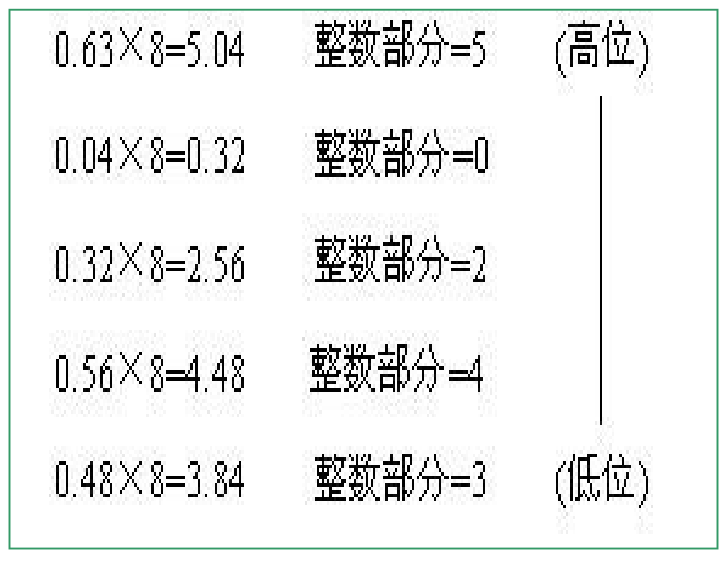 0.63×8=5.04 整数部分=5 (高位)
0.04×8=0.32 整数部分=0
0.32×8=2.56 整数部分=2
0.56×8=4.48 整数部分=4
0.48×8=3.84 整数部分=3 (低位)